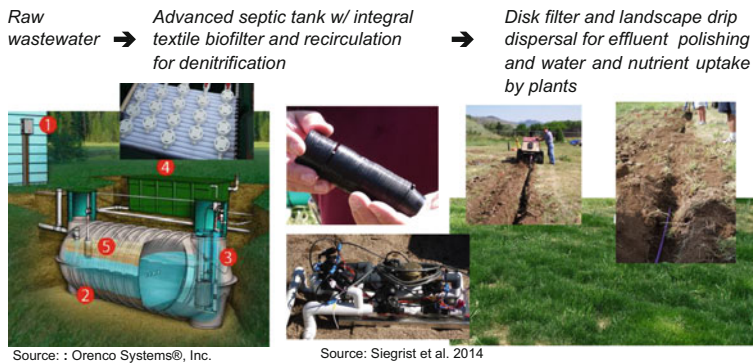 Raw
wastewater ➔
Advanced septic tank w/ integral
textile biofilter and recirculation
for denitrification
➔
Disk filter and landscape drip
dispersal for effluent polishing
and water and nutrient uptake
by plants
1
4
5
3
2
Source: : Orenco Systems®, Inc.
Source: Siegrist et al. 2014